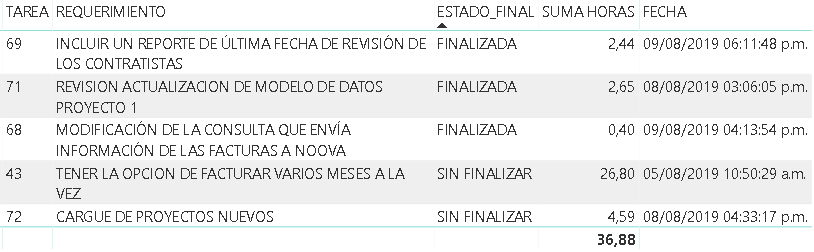 TAREA REQUERIMIENTO ESTADO_FINAL SUMA HORAS FECHA
69 INCLUIR UN REPORTE DE ÚLTIMA FECHA DE REVISIÓN DE FINALIZADA 2,44 09/08/2019 06:11:48 p.m.
LOS CONTRATISTAS
71 REVISION ACTUALIZACION DE MODELO DE DATOS FINALIZADA 2,65 08/08/2019 03:06:05 p.m.
PROYECTO 1
68 MODIFICACIÓN DE LA CONSULTA QUE ENVÍA FINALIZADA 0,40 09/08/2019 04:13:54 p.m.
INFORMACIÓN DE LAS FACTURAS A NOOVA
43 TENER LA OPCION DE FACTURAR VARIOS MESES A LA SIN FINALIZAR 26,80 05/08/2019 10:50:29 a.m.
VEZ
72 CARGUE DE PROYECTOS NUEVOS SIN FINALIZAR 4,59 08/08/2019 04:33:17 p.m.
36,88